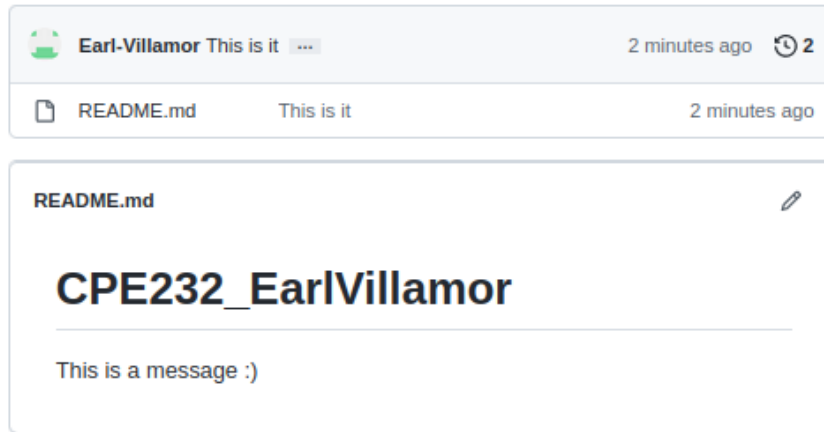 Earl-Villamor This is it ... 2 minutes ago 2
README.md This is it 2 minutes ago
README.md
CPE232_EarlVillamor
This is a message :)